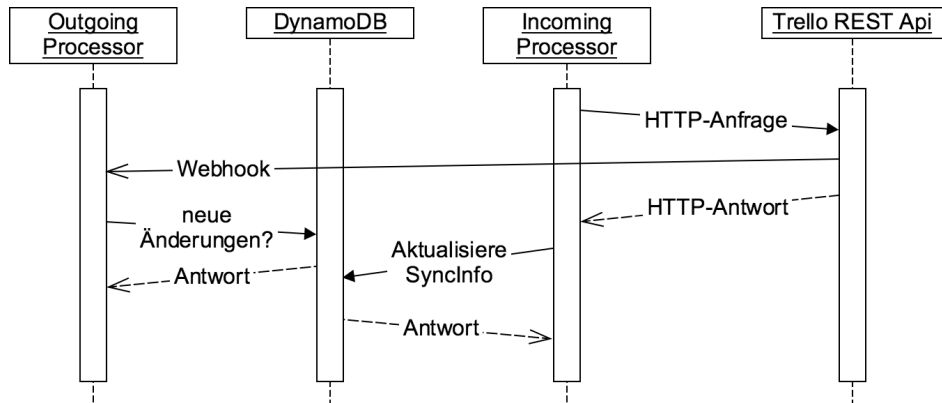 Outgoing
Processor
DynamoDB
Incoming
Processor
Trello REST Api
HTTP-Anfrage
Webhook
HTTP-Antwort
neue
Änderungen?
Aktualisiere
SyncInfo
Antwort
Antwort